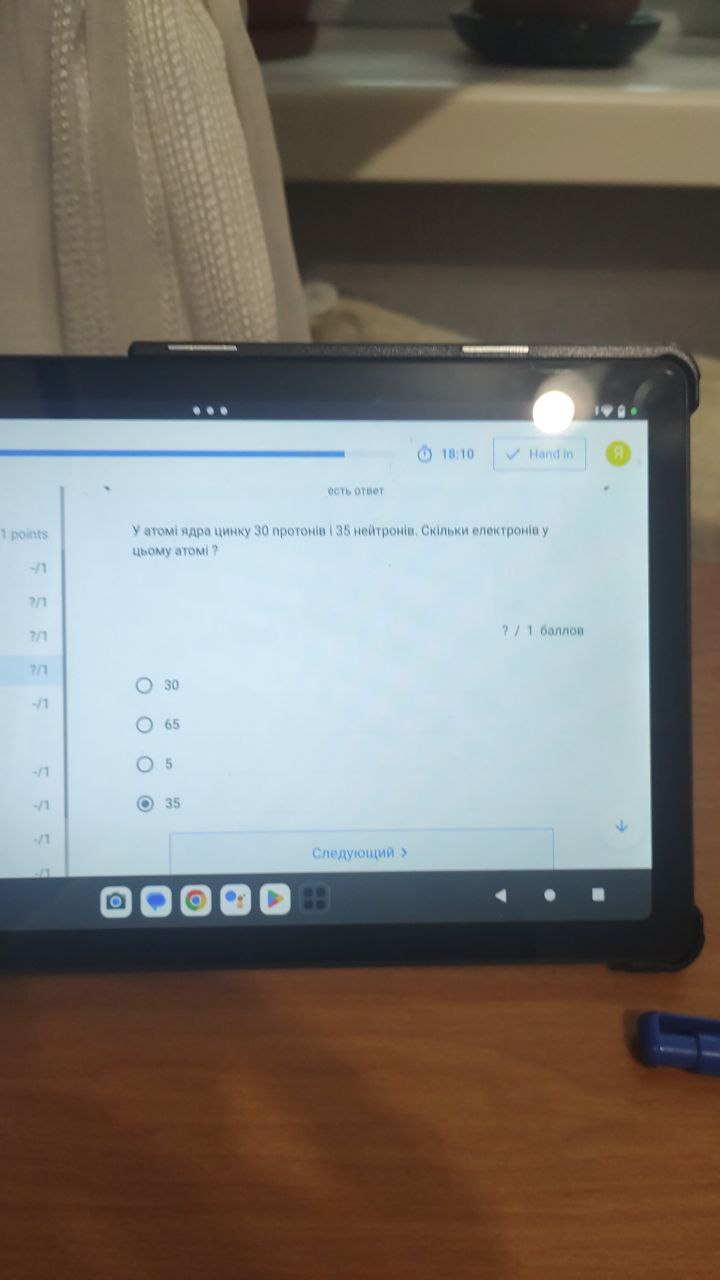 18:10
Hand in
Я
есть ответ
1 points
У атомі ядра цинку 30 протонів і 35 нейтронів. Скільки електронів у
цьому атомі ?
-/1
?/1
?/1
? / 1 баллов
?/1
-/1
30
65
5
35
-/1
-/1
-/1
-/1
Следующий